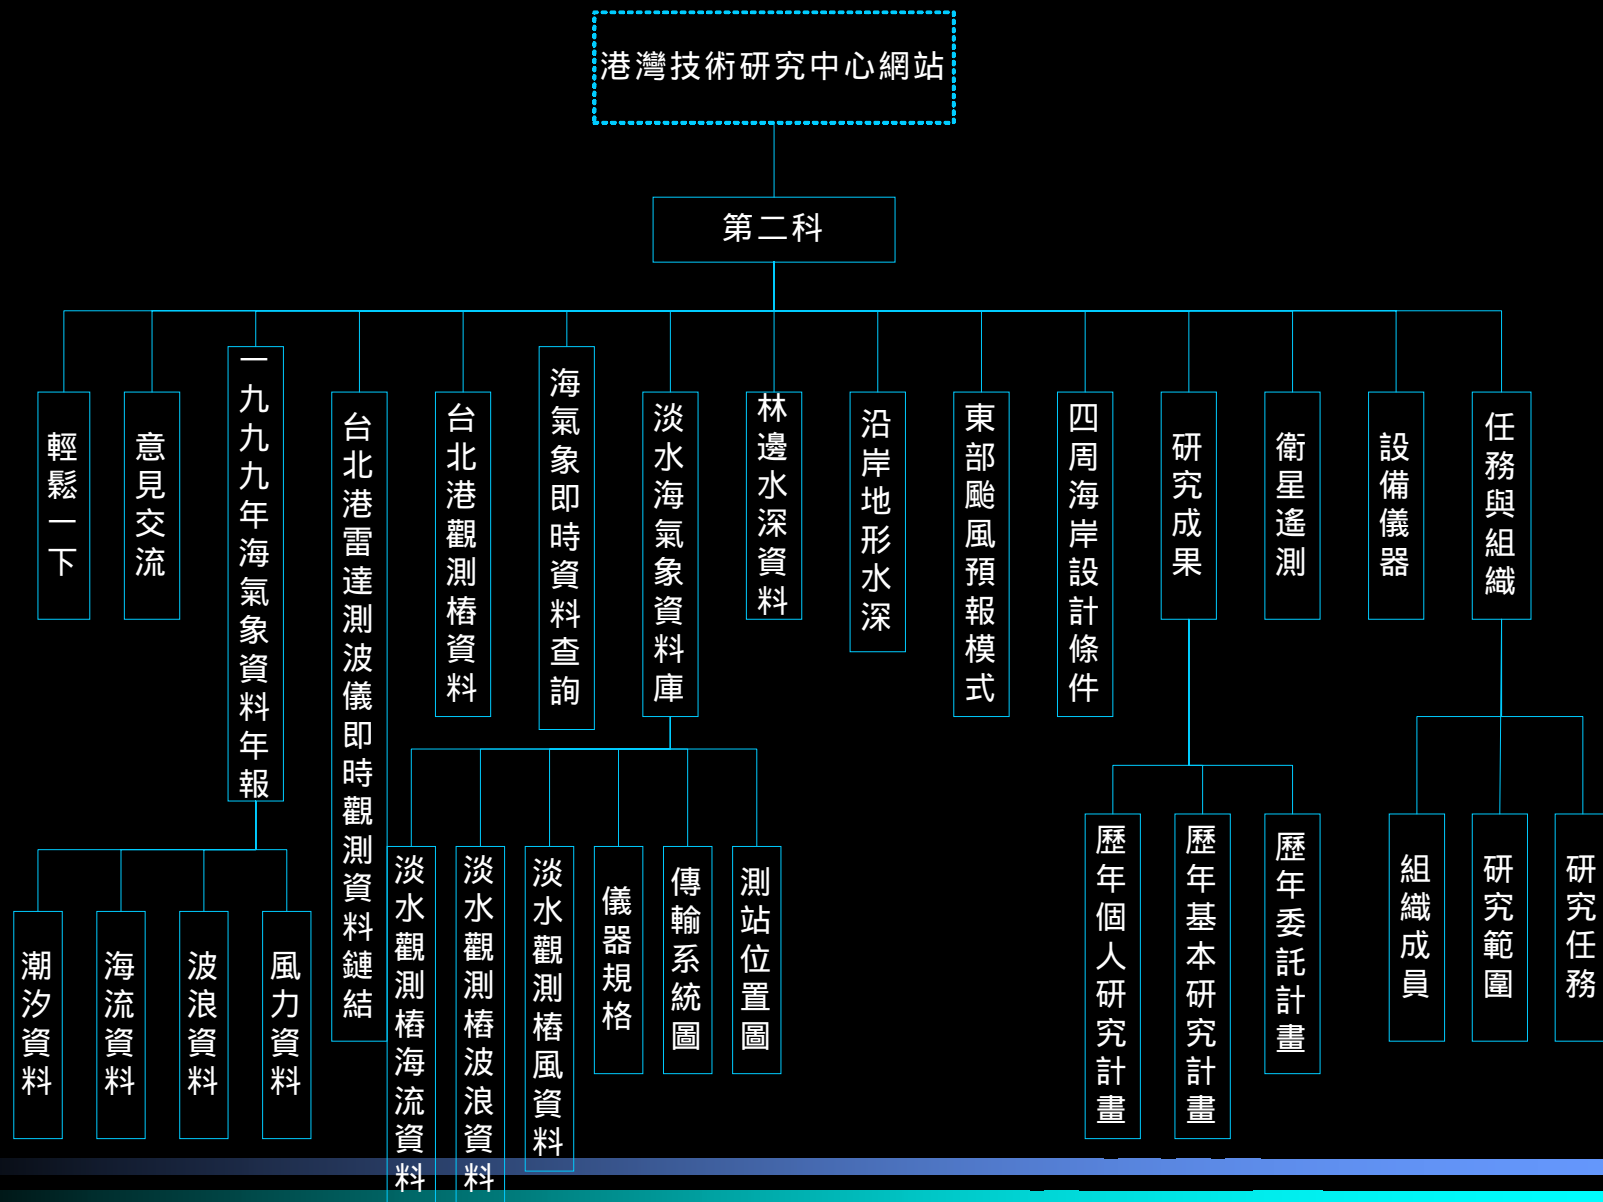 港灣技術研究中心網站
第二科
輕鬆一下
意見交流
一九九九年海氣象資料年報
台北港雷達測波儀即時觀測資料鏈結
台北港觀測樁資料
海氣象即時資料查詢
淡水海氣象資料庫
林邊水深資料
沿岸地形水深
東部颱風預報模式
四周海岸設計條件
研究成果
衛星遙測
設備儀器
任務與組織
潮汐資料
海流資料
波浪資料
風力資料
淡水觀測樁海流資料
淡水觀測樁波浪資料
淡水觀測樁風資料
儀器規格
傳輸系統圖
測站位置圖
歷年個人研究計畫
歷年基本研究計畫
歷年委託計畫
組織成員
研究範圍
研究任務